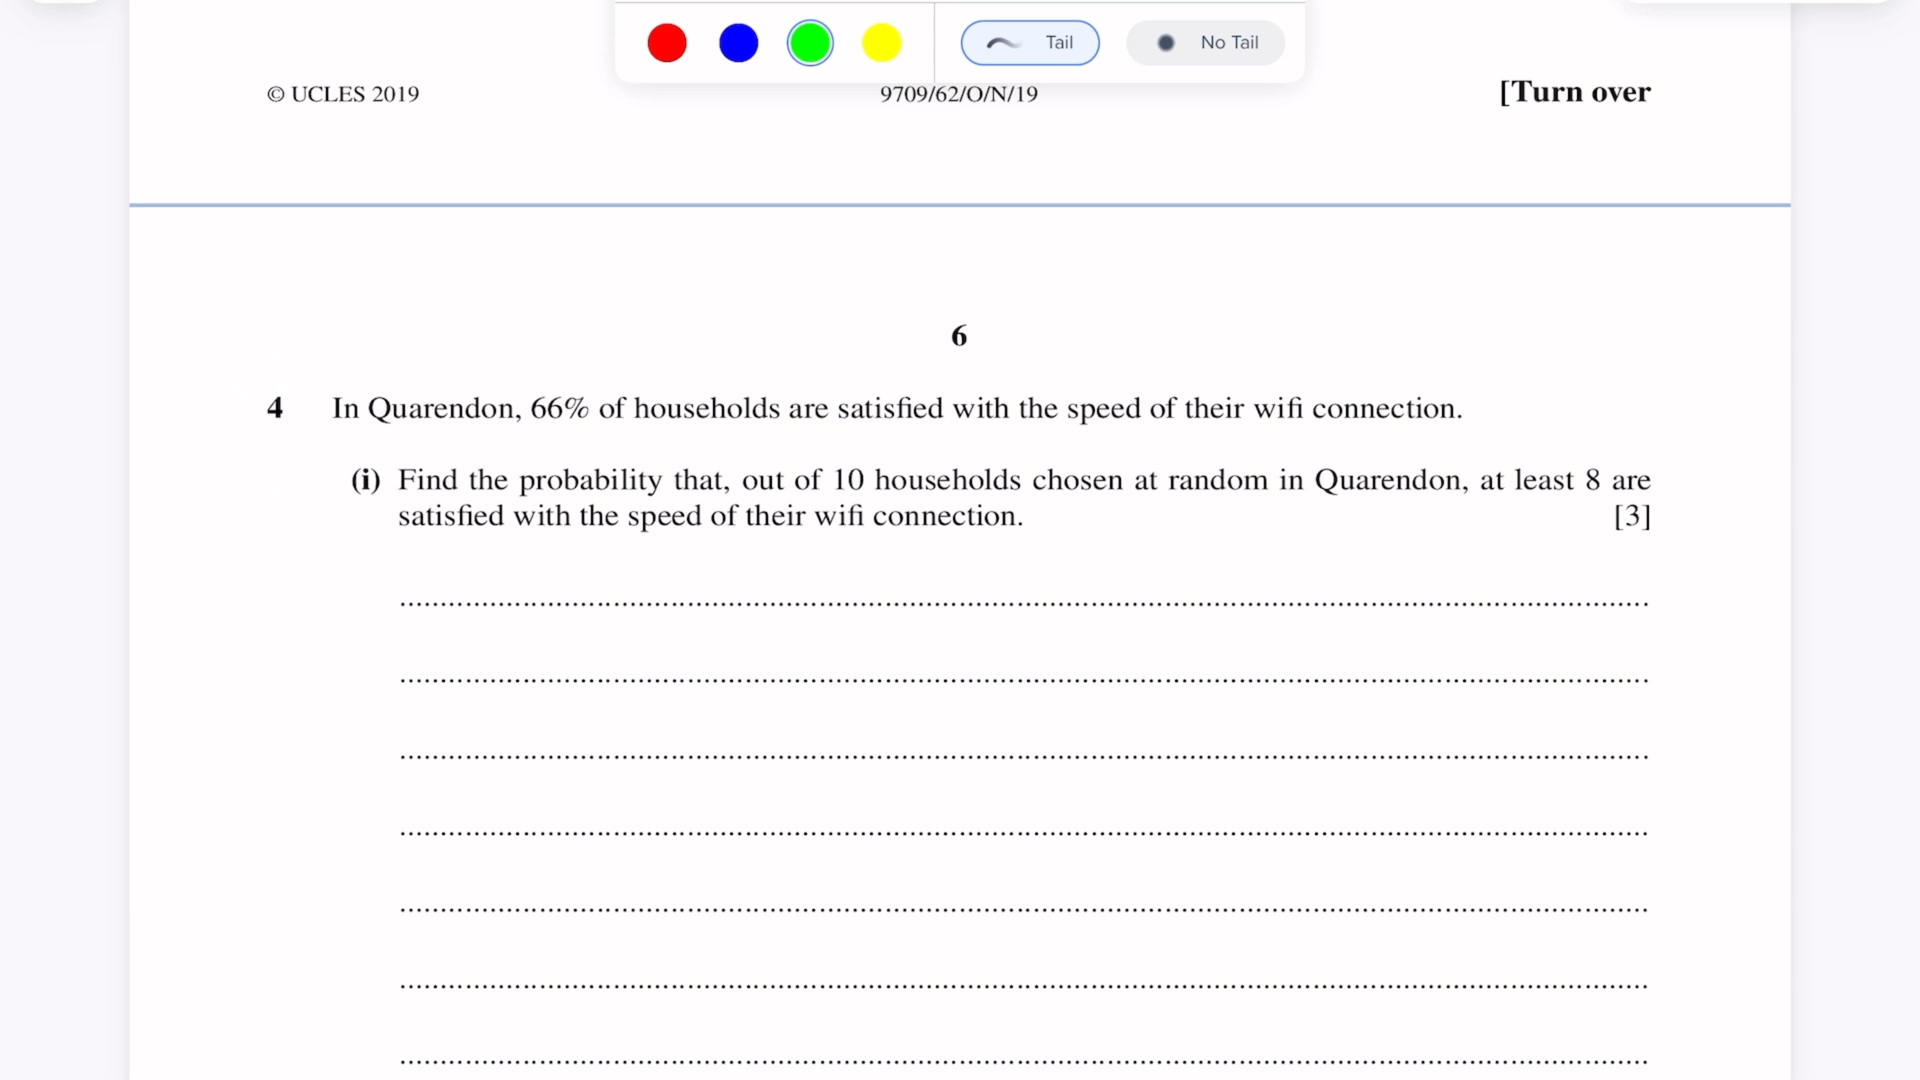 Tail
No Tail
© UCLES 2019
9709/62/O/N/19
[Turn over
6
4 In Quarendon, 66% of households are satisfied with the speed of their wifi connection.
(i) Find the probability that, out of 10 households chosen at random in Quarendon, at least 8 are
satisfied with the speed of their wifi connection. [3]